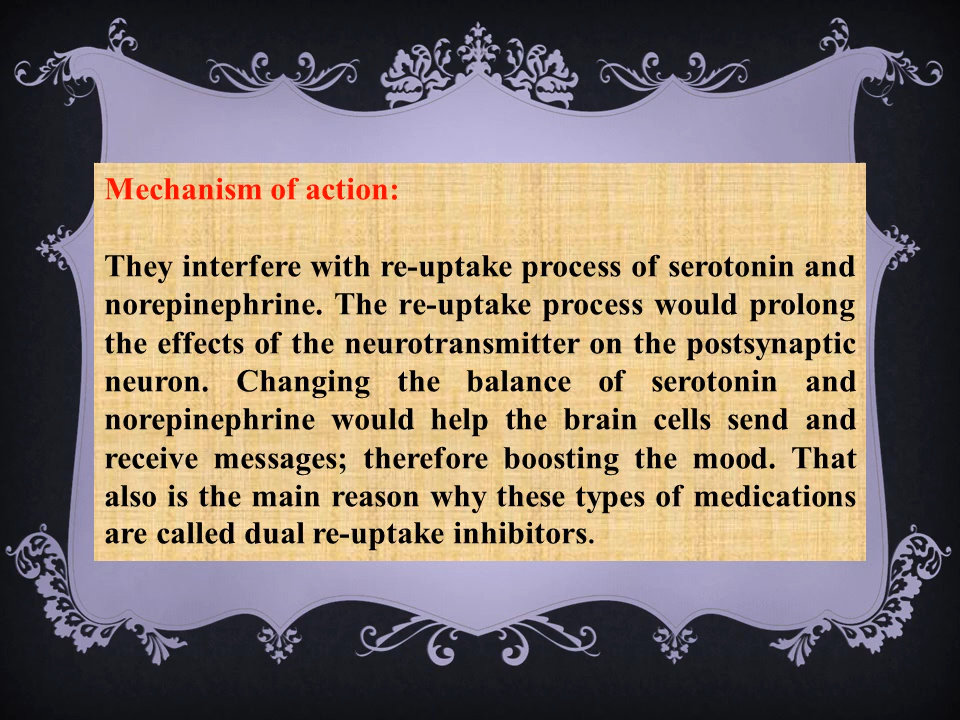 Mechanism of action:
They interfere with re-uptake process of serotonin and
norepinephrine. The re-uptake process would prolong
the effects of the neurotransmitter on the postsynaptic
neuron. Changing the balance of serotonin and
norepinephrine would help the brain cells send and
receive messages; therefore boosting the mood. That
also is the main reason why these types of medications
are called dual re-uptake inhibitors.